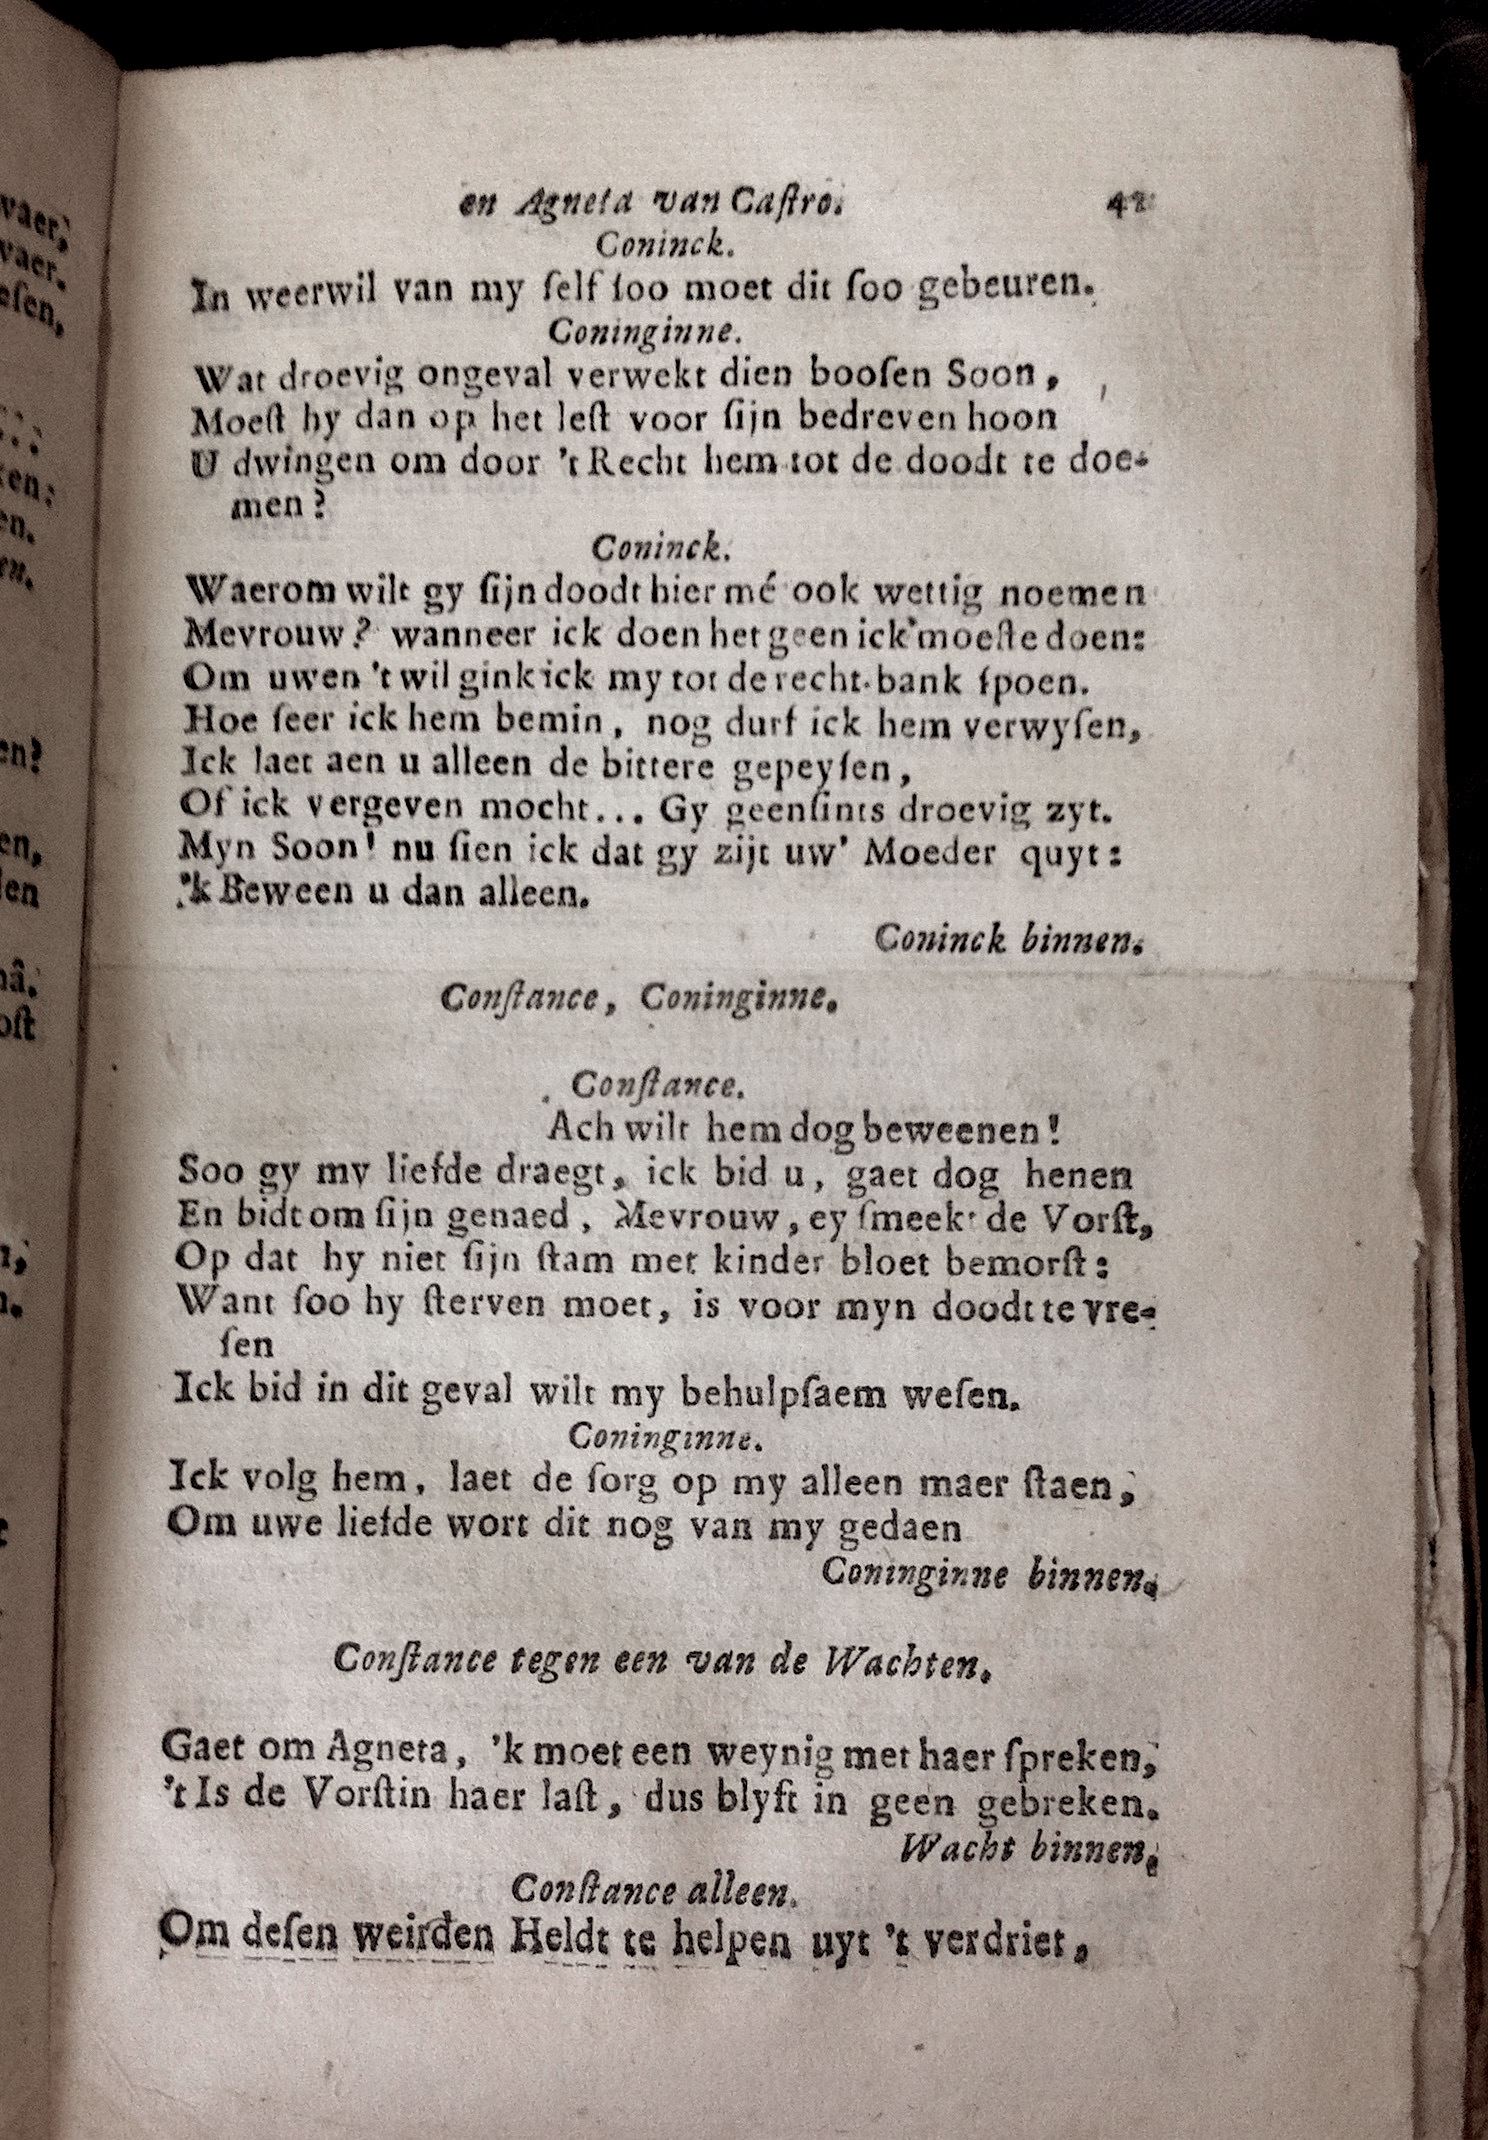 en Agneta van Caſtro.
Coninck.
In weerwil van my ſelf ſoo moet dit ſoo gebeuren.
Coninginne.
Wat droevig ongeval verwekt dien booſen Soon,
Moeſt hy dan op het leſt voor ſijn bedreven hoon
U dwingen om door 't Recht hem tot de doodt te doe-
men?
Coninck.
Waerom wilt gy ſijn doodt hier mé ook wettig noemen
Mevrouw? wanneer ick doen het geen ick moeſte doen:
Om uwen 't wil gink ick my tot de recht-bank ſpoen.
Hoe ſeer ick hem bemin, nog durf ick hem verwyſen,
Ick laet aen u alleen de bittere gepeyſen,
Of ick vergeven mocht... Gy geenſints droevig zyt.
Myn Soon! nu ſien ick dat gy zijt uw' Moeder quyt:
'k Beween u dan alleen.
Coninck binnen.
Conſtance, Coninginne.
Conſtance.
Ach wilt hem dog beweenen!
Soo gy my liefde draegt, ick bid u, gaet dog henen
En bidt om ſijn genaed, Mevrouw, ey ſmeekt de Vorſt,
Op dat hy niet ſijn ſtam met kinder bloet bemorſt:
Want ſoo hy ſterven moet, is voor myn doodt te vre-
ſen
Ick bid in dit geval wilt my behulpſaem weſen.
Coninginne.
Ick volg hem, laet de ſorg op my alleen maer ſtaen,
Om uwe liefde wort dit nog van my gedaen
Coninginne binnen.
Conſtance tegen een van de Wachten.
Gaet om Agneta, 'k moet een weynig met haer ſpreken,
't Is de Vorſtin haer laſt, dus blyft in geen gebreken.
Wacht binnen.
Conſtance alleen.
Om deſen weirden Heldt te helpen uyt 't verdriet,